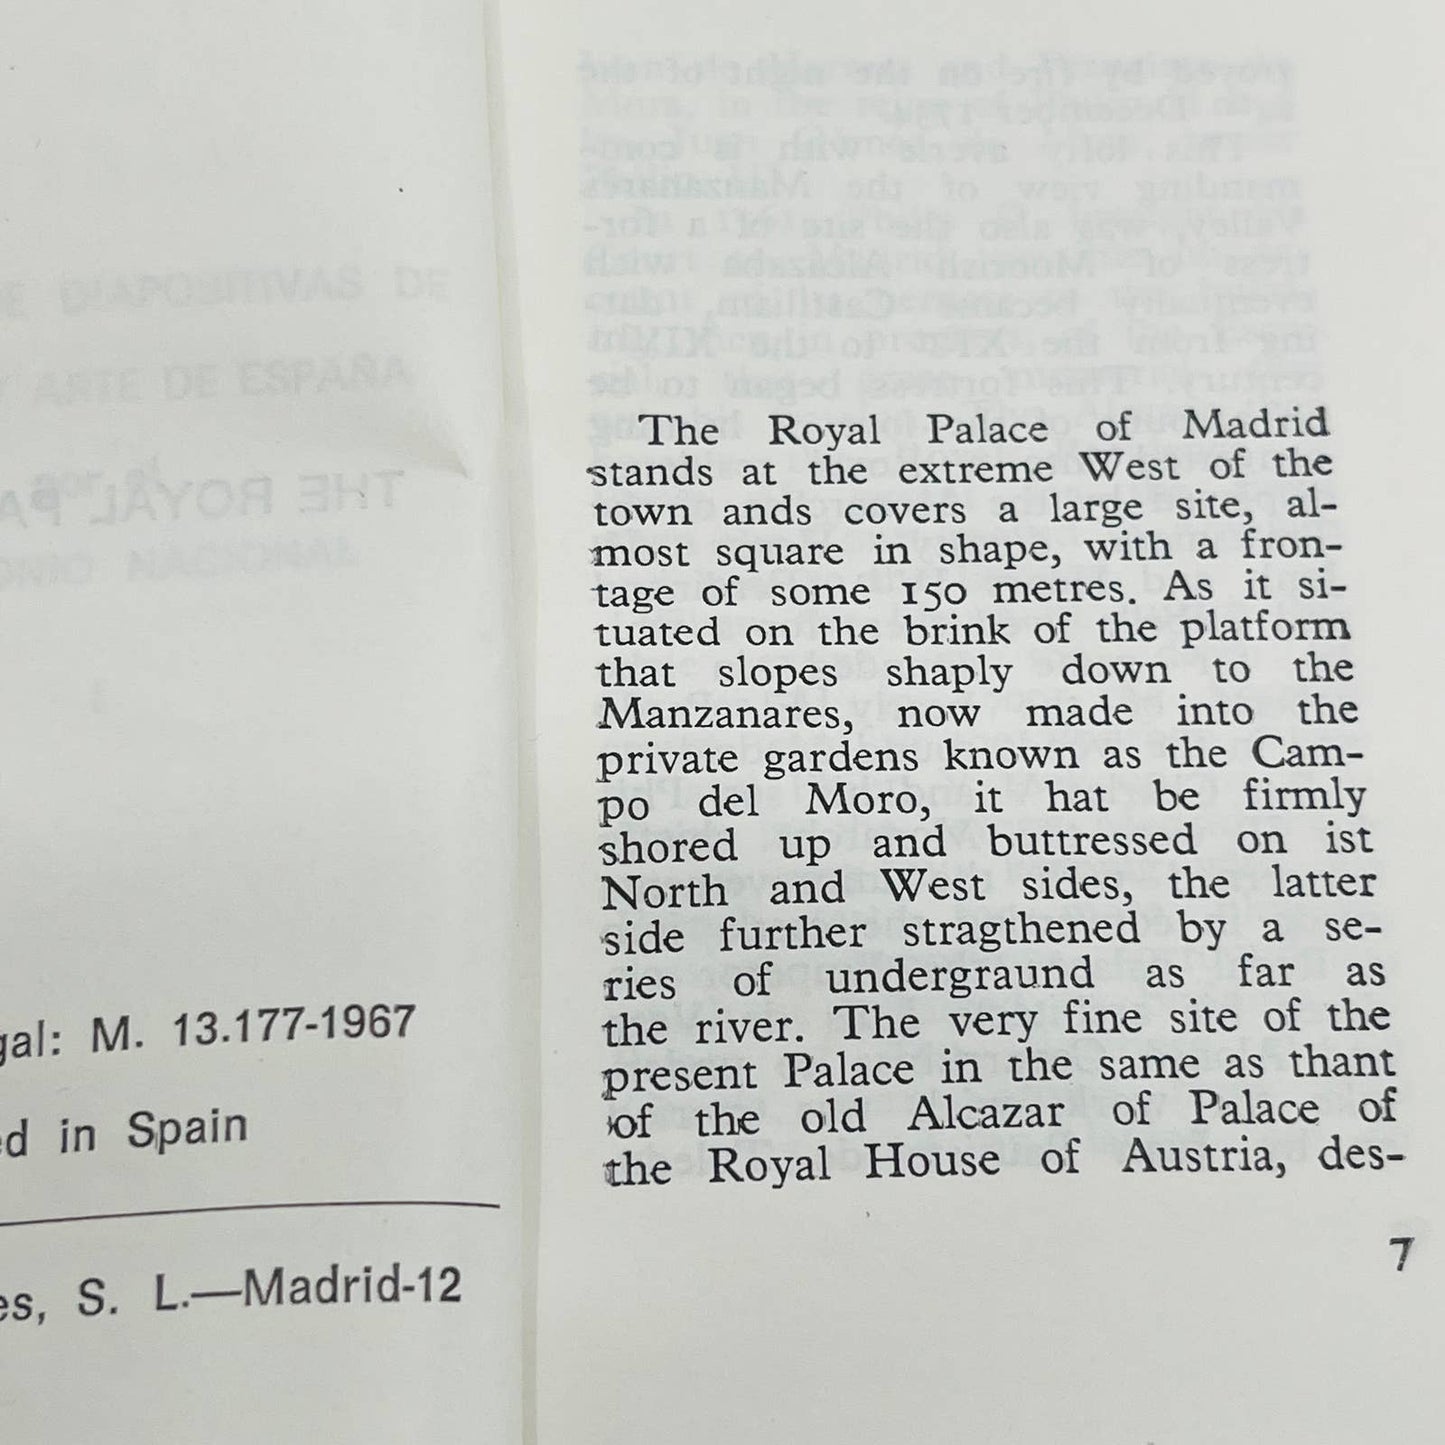 gal: M. 13.177-1967
ed in Spain
es, S. L.—Madrid-12
The Royal Palace of Madrid
stands at the extreme West of the
town ands covers a large site, al-
most square in shape, with a fron-
tage of some 150 metres. As it si-
tuated on the brink of the platform
that slopes shaply down to the
Manzanares, now made into the
private gardens known as the Cam-
po del Moro, it hat be firmly
shored up and buttressed on ist
North and West sides, the latter
side further stragthened by a se-
ries of undergraund as far as
the river. The very fine site of the
present Palace in the same as thant
of the old Alcazar of Palace of
the Royal House of Austria, des-
7